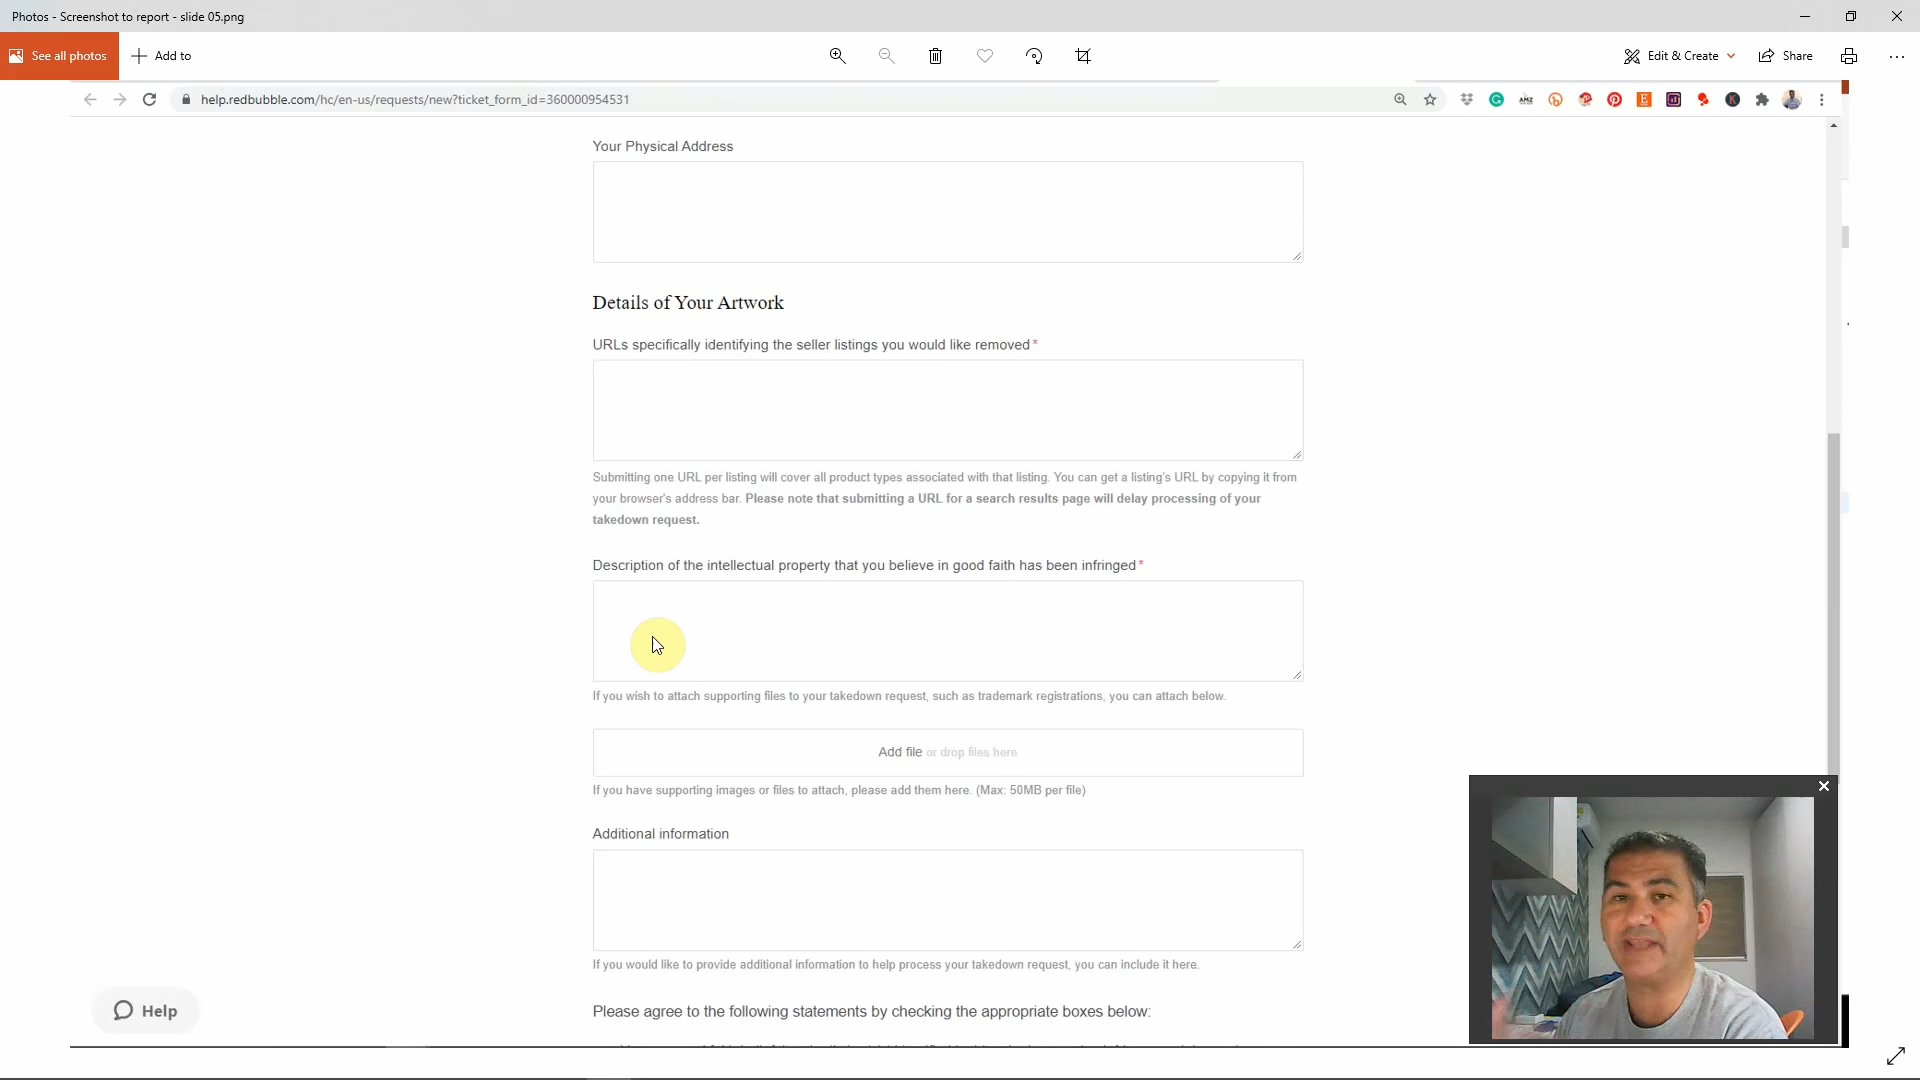 Photos - Screenshot to report - slide 05.png
See all photos
Add to
Edit & Create
Share
help.redbubble.com/hc/en-us/requests/new?ticket_form_id=360000954531
AMZ
Your Physical Address
Details of Your Artwork
URLs specifically identifying the seller listings you would like removed*
Submitting one URL per listing will cover all product types associated with that listing. You can get a listing's URL by copying it from
your browser's address bar. Please note that submitting a URL for a search results page will delay processing of your
takedown request.
Description of the intellectual property that you believe in good faith has been infringed*
If you wish to attach supporting files to your takedown request, such as trademark registrations, you can attach below.
Add file or drop files here
If you have supporting images or files to attach, please add them here. (Max: 50MB per file)
Additional information
If you would like to provide additional information to help process your takedown request, you can include it here.
Help
Please agree to the following statements by checking the appropriate boxes below: